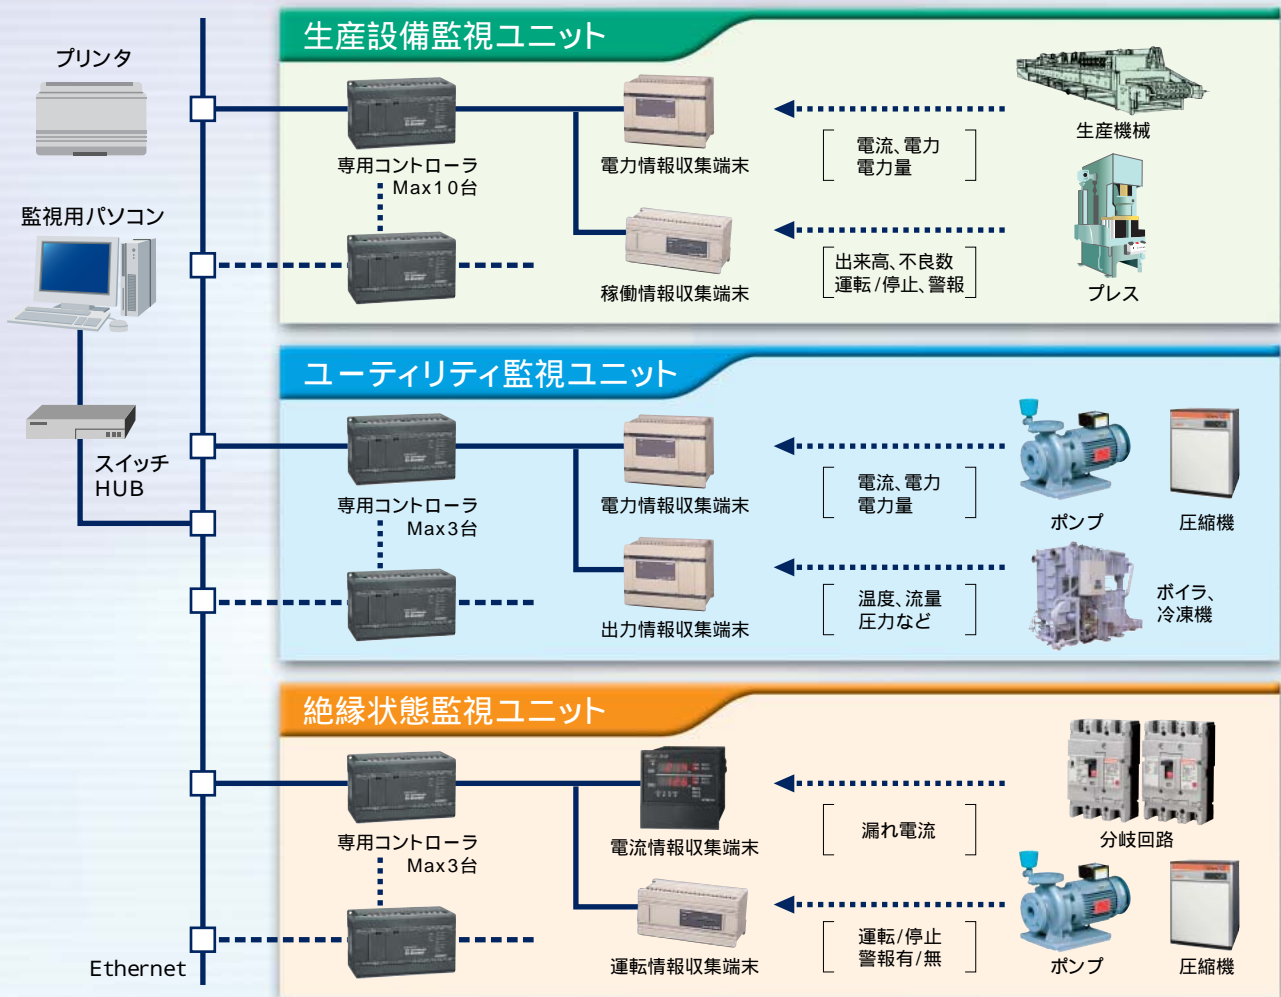 プリンタ
監視用パソコン
スイッチ
HUB
Ethernet
生産設備監視ユニット
専用コントローラ
Max10台
電力情報収集端末
電流、電力
電力量
生産機械
稼働情報収集端末
出来高、不良数
運転/停止、警報
プレス
ユーティリティ監視ユニット
専用コントローラ
Max3台
電力情報収集端末
電流、電力
電力量
ポンプ
圧縮機
出力情報収集端末
温度、流量
圧力など
ボイラ、
冷凍機
絶縁状態監視ユニット
専用コントローラ
Max3台
電流情報収集端末
漏れ電流
分岐回路
運転情報収集端末
運転/停止
警報有/無
ポンプ
圧縮機